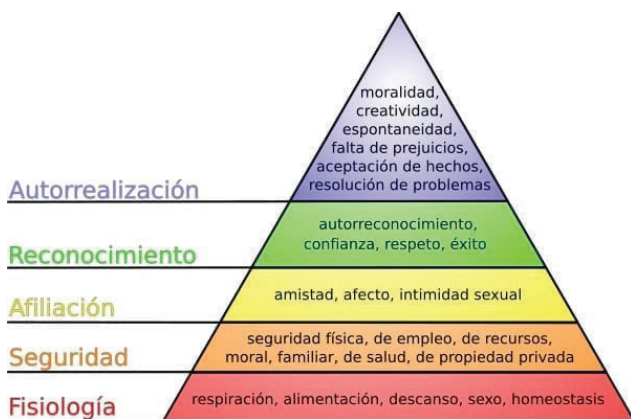 moralidad,
creatividad,
espontaneidad,
falta de prejuicios,
aceptación de hechos,
resolución de problemas
Autorrealización
autorreconocimiento,
confianza, respeto, éxito
Reconocimiento
amistad, afecto, intimidad sexual
Afiliación
seguridad física, de empleo, de recursos,
moral, familiar, de salud, de propiedad privada
Seguridad
respiración, alimentación, descanso, sexo, homeostasis
Fisiología